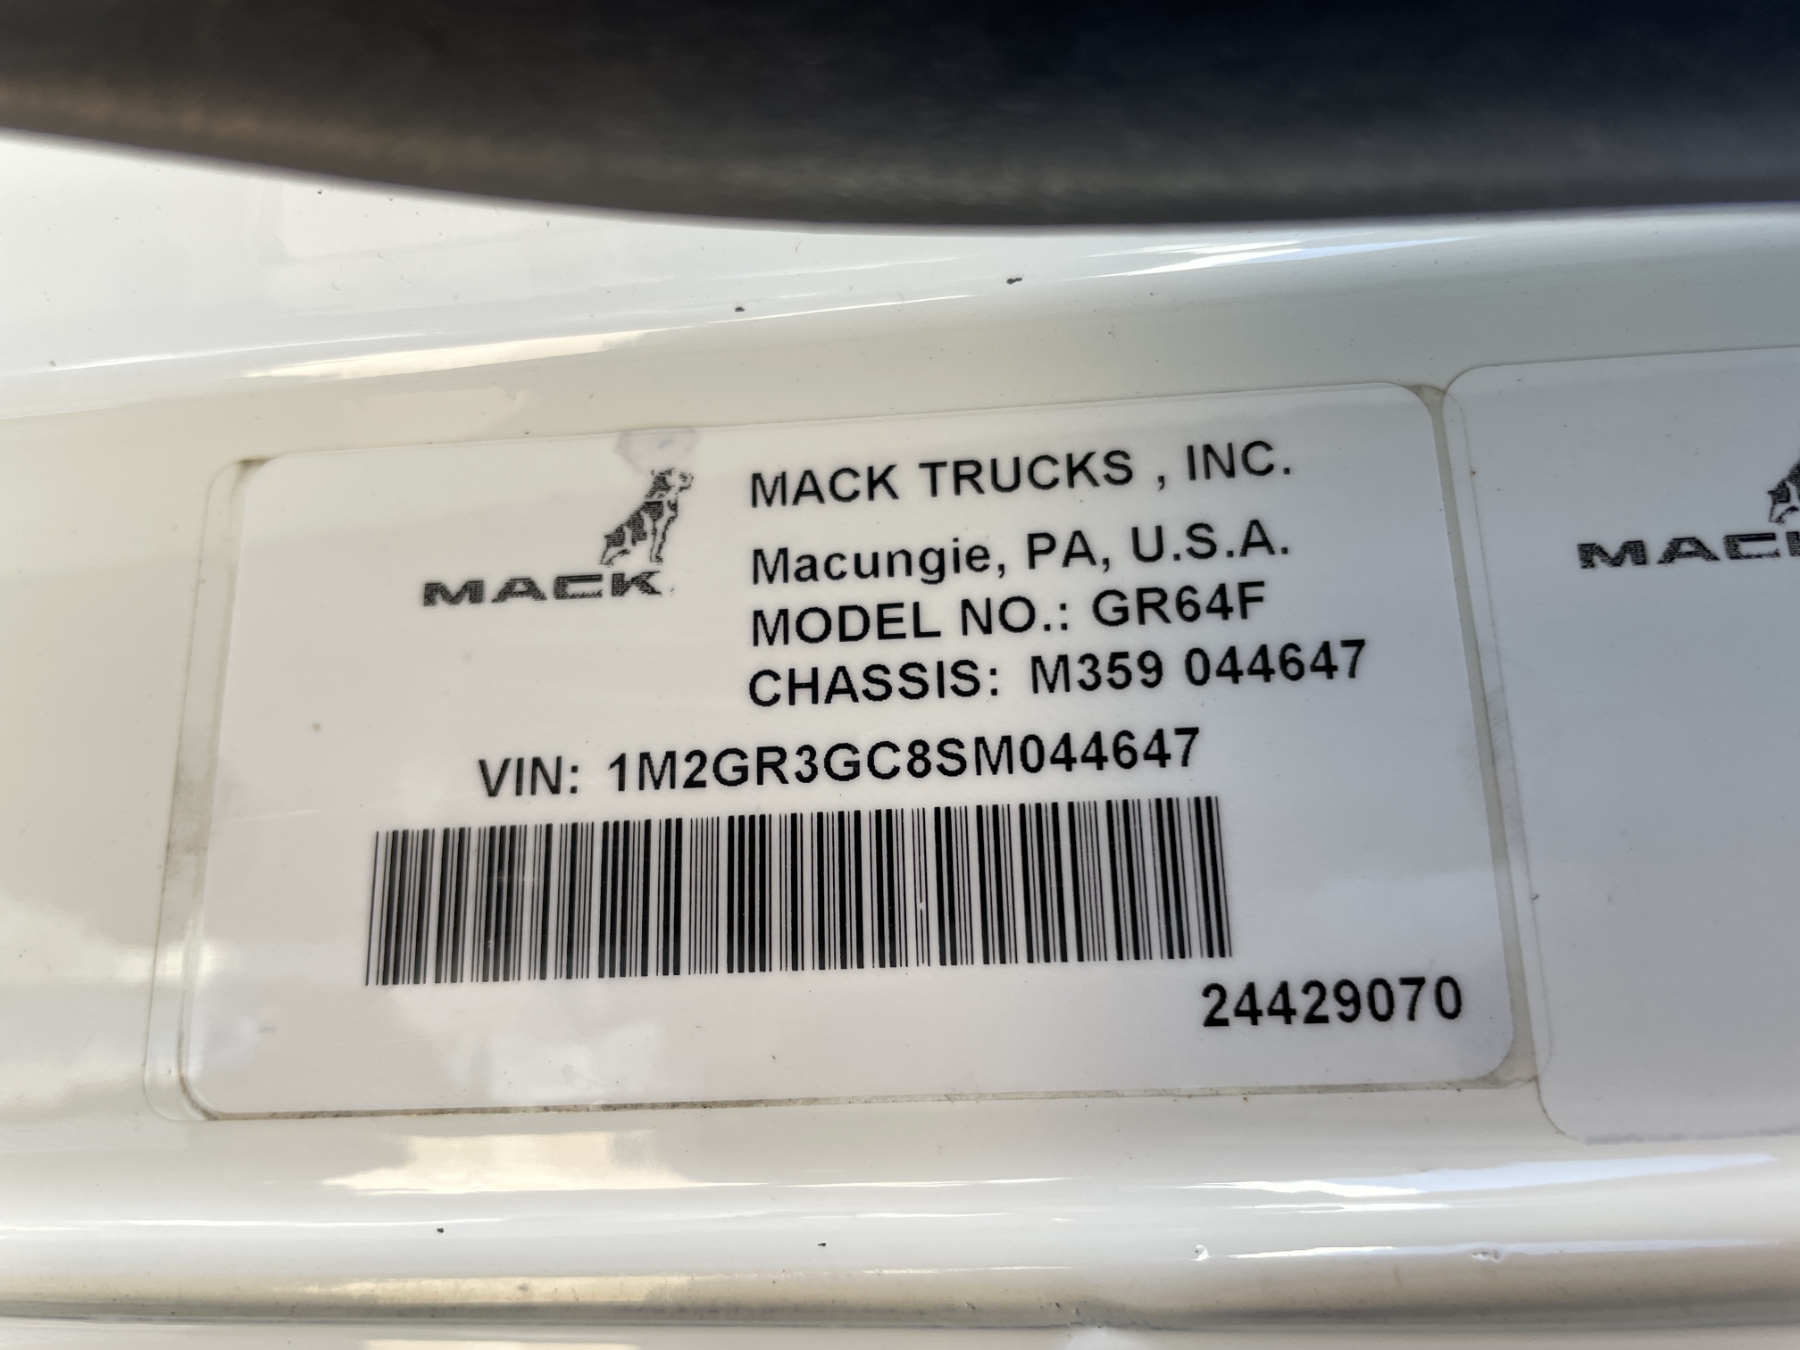 MACK
MACK TRUCKS , INC.
Macungie, PA, U.S.A.
MODEL NO.: GR64F
CHASSIS: M359 044647
VIN: 1M2GR3GC8SM044647
24429070
MACK